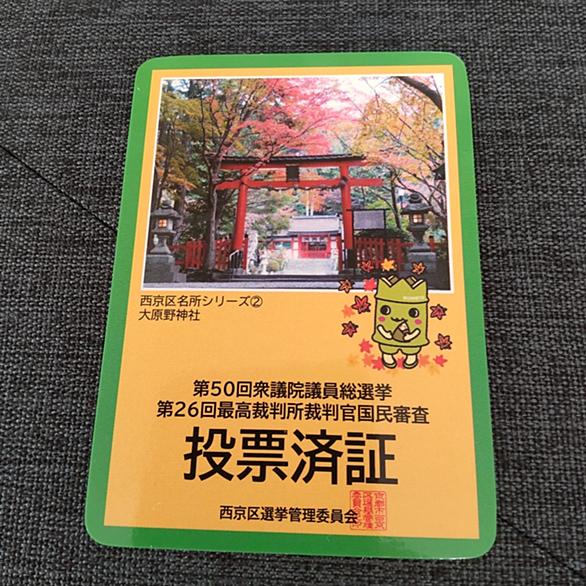 西京区名所シリーズ②
大原野神社
第50回衆議院議員総選挙
第26回最高裁判所裁判官国民審査
投票済証
西京区選挙管理委員会